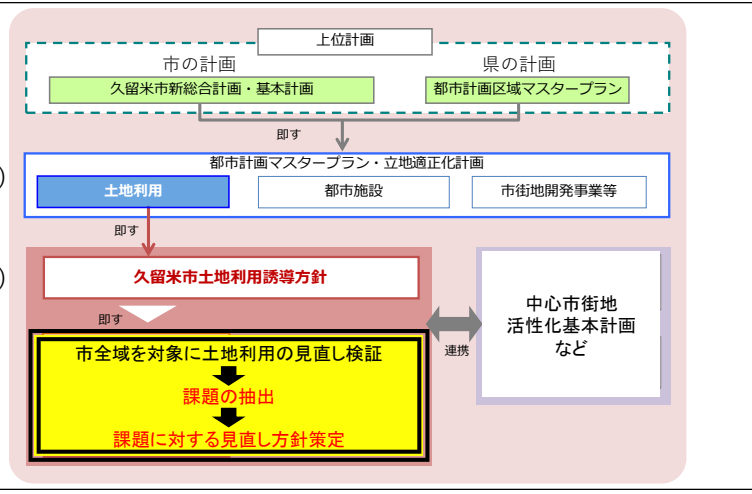 上位計画
市の計画
県の計画
久留米市新総合計画・基本計画
都市計画区域マスタープラン
即す
都市計画マスタープラン・立地適正化計画
)
土地利用
都市施設
市街地開発事業等
即す
)
久留米市土地利用誘導方針
即す
中心市街地
活性化基本計画
など
連携
市全域を対象に土地利用の見直し検証
課題の抽出
課題に対する見直し方針策定